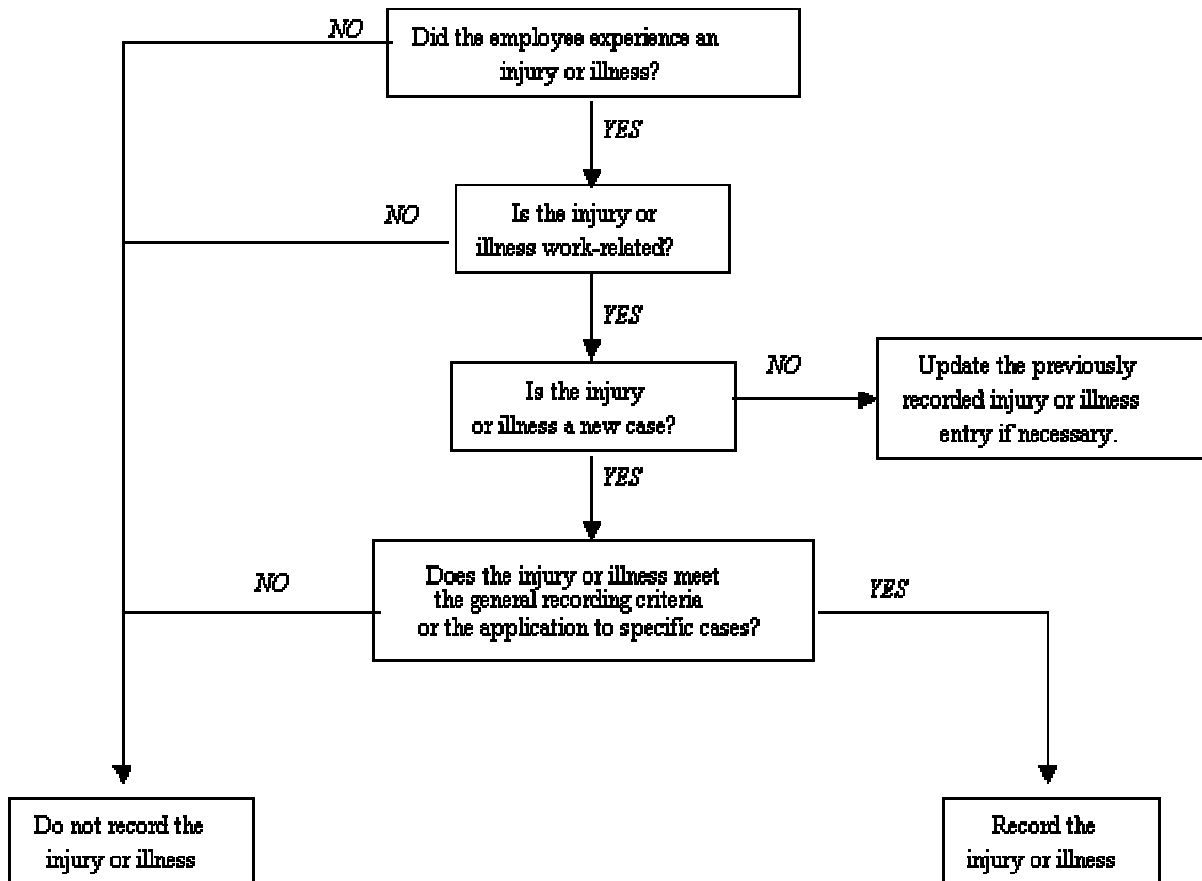 NO
Did the employee experience an
injury or illness?
YES
NO
Is the injury or
illness work-related?
YES
Is the injury
or illness a new case?
NO
Update the previously
recorded injury or illness
entry if necessary.
YES
NO
Does the injury or illness meet
the general recording criteria
or the application to specific cases?
YES
Do not record the
injury or illness
Record the
injury or illness